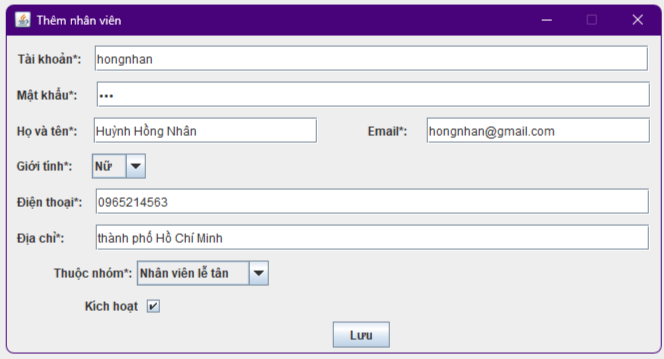 Thêm nhân viên
Tài khoản*: hongnhan
Mật khẩu*: •••
Họ và tên*: Huỳnh Hồng Nhân Email*: hongnhan@gmail.com
Giới tính*: Nữ
Điện thoại*: 0965214563
Địa chỉ*: thành phố Hồ Chí Minh
Thuộc nhóm*: Nhân viên lễ tân
Kích hoạt
Lưu